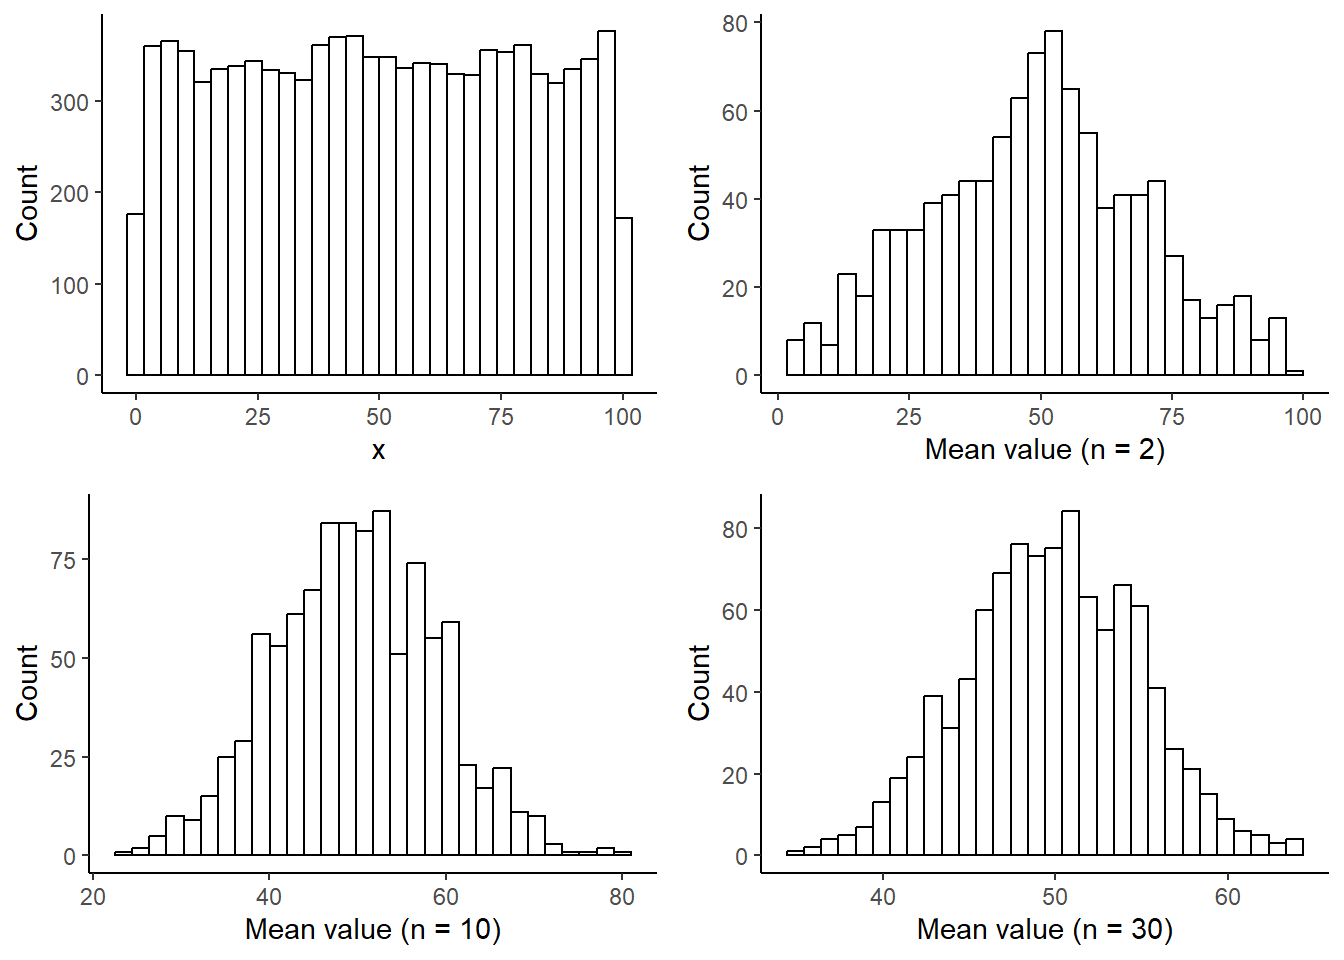 Count
300
200
100
0
0 25 50 75 100
x
Count
80
60
40
20
0
0 25 50 75 100
Mean value (n = 2)
Count
75
50
25
0
20 40 60 80
Mean value (n = 10)
Count
80
60
40
20
0
40 50 60
Mean value (n = 30)